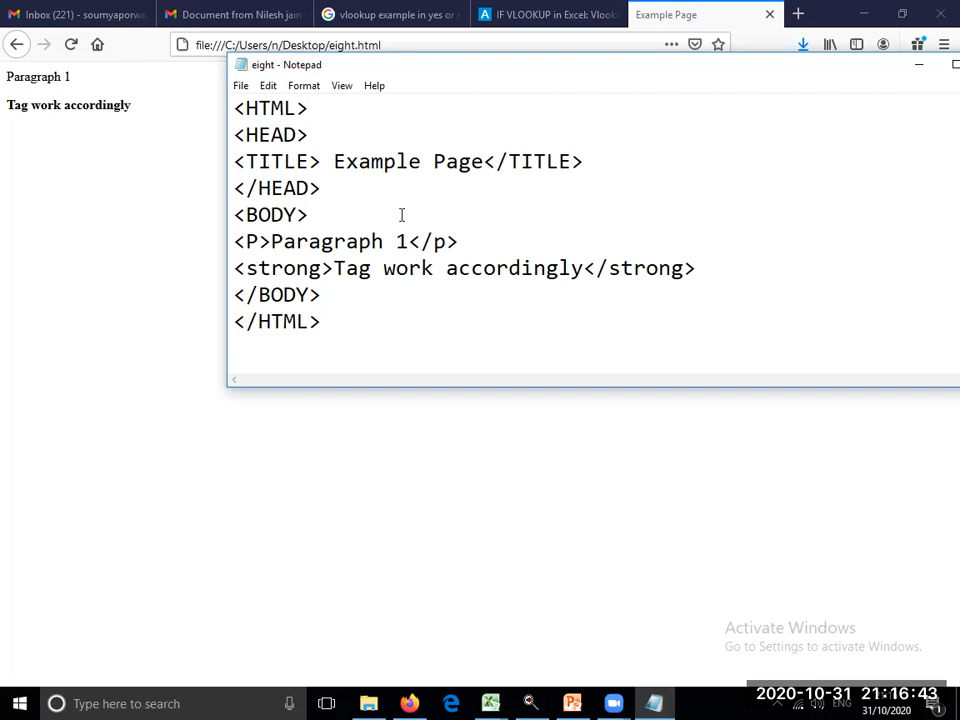 Inbox (221) - soumyaporwa
Document from Nilesh jain
vlookup example in yes or n
IF VLOOKUP in Excel: Vlooku
Example Page
file:///C:/Users/n/Desktop/eight.html
Paragraph 1
Tag work accordingly
eight - Notepad
File Edit Format View Help
<HTML>
<HEAD>
<TITLE> Example Page</TITLE>
</HEAD>
<BODY>
<P>Paragraph 1</p>
<strong>Tag work accordingly</strong>
</BODY>
</HTML>
Activate Windows
Go to Settings to activate Windows.
Type here to search
ENG
2020-10-31 21:16:43
31/10/2020